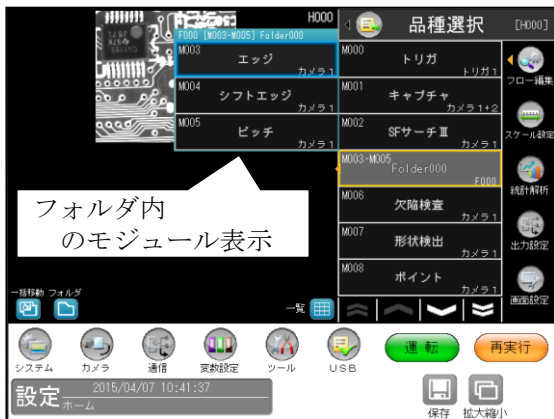 H000
F000 [M003-M005] Folder000
M003
エッジ
カメラ1
M004
シフトエッジ
カメラ1
M005
ピッチ
カメラ1
フォルダ内
のモジュール表示
一括移動 フォルダ
一覧
品種選択 [H000]
M000
トリガ
トリガ1
M001
キャプチャ
カメラ1+2
M002
SFサーチⅢ
カメラ1
M003-M005
Folder000
F000
M006
欠陥検査
カメラ1
M007
形状検出
カメラ1
M008
ポイント
カメラ1
フロー編集
スケール設定
統計解析
出力設定
画面設定
システム カメラ 通信 変数設定 ツール USB
運転 再実行
設定 2015/04/07 10:41:37
ホーム
保存 拡大縮小